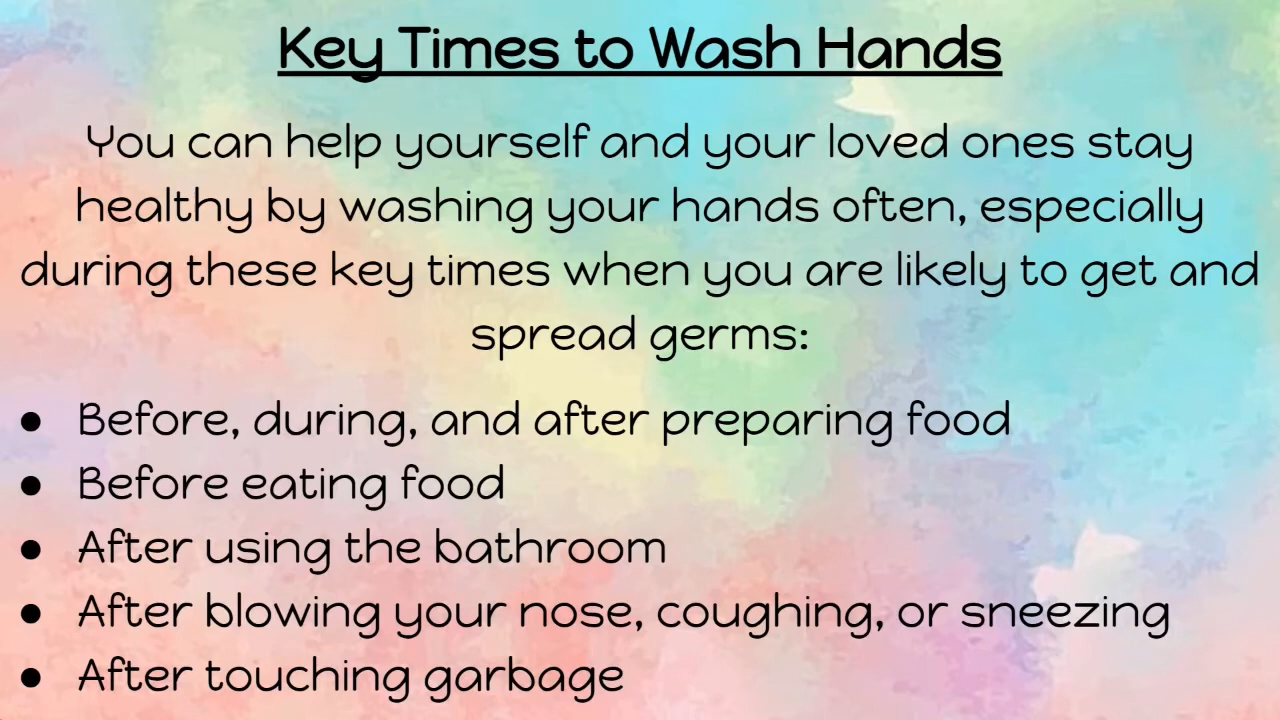 Key Times to Wash Hands
You can help yourself and your loved ones stay
healthy by washing your hands often, especially
during these key times when you are likely to get and
spread germs:
● Before, during, and after preparing food
● Before eating food
● After using the bathroom
● After blowing your nose, coughing, or sneezing
● After touching garbage